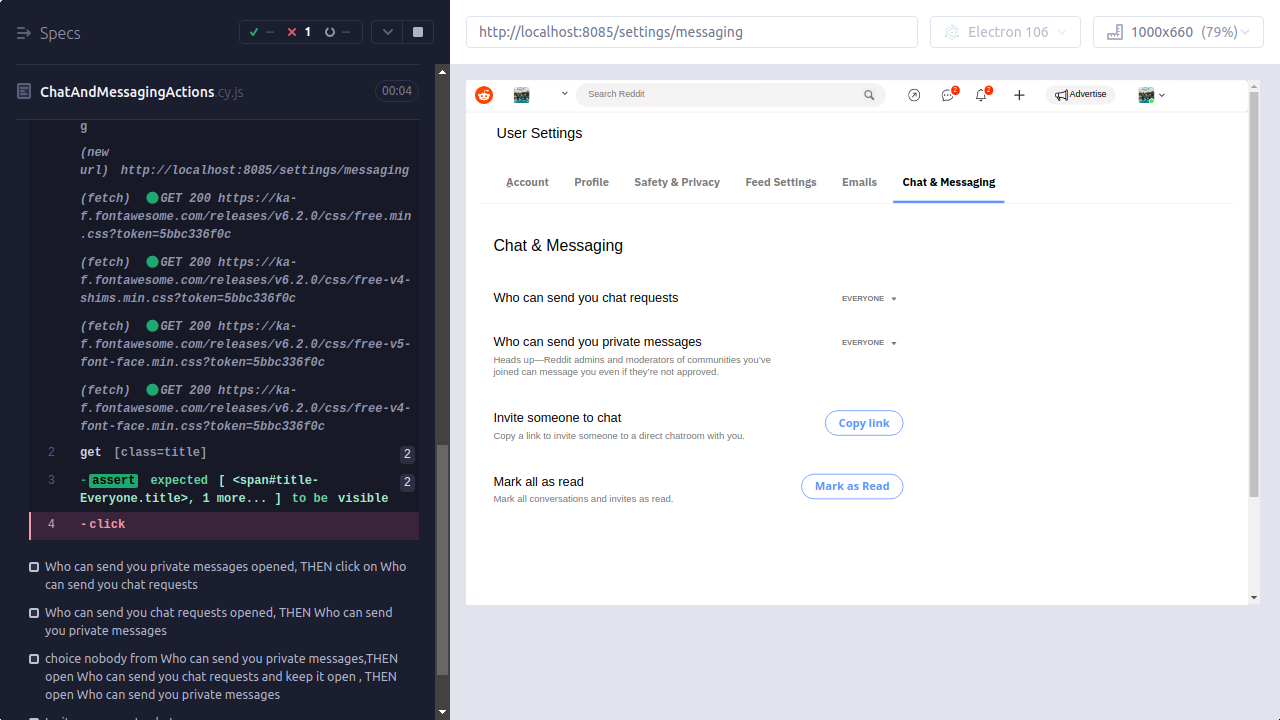 Specs
-- 1 --
ChatAndMessagingActions.cy.js
00:04
g
(new
url) http://localhost:8085/settings/messaging
(fetch) GET 200 https://ka-
f.fontawesome.com/releases/v6.2.0/css/free.min
.css?token=5bbc336f0c
(fetch) GET 200 https://ka-
f.fontawesome.com/releases/v6.2.0/css/free-v4-
shims.min.css?token=5bbc336f0c
(fetch) GET 200 https://ka-
f.fontawesome.com/releases/v6.2.0/css/free-v5-
font-face.min.css?token=5bbc336f0c
(fetch) GET 200 https://ka-
f.fontawesome.com/releases/v6.2.0/css/free-v4-
font-face.min.css?token=5bbc336f0c
2 get [class=title] 2
3 -assert expected [ <span#title- 2
Everyone.title>, 1 more... ] to be visible
4 -click
Who can send you private messages opened, THEN click on Who
can send you chat requests
Who can send you chat requests opened, THEN Who can send
you private messages
choice nobody from Who can send you private messages,THEN
open Who can send you chat requests and keep it open , THEN
open Who can send you private messages
http://localhost:8085/settings/messaging
Electron 106
1000x660 (79%)
Search Reddit
2
2
Advertise
User Settings
Account Profile Safety & Privacy Feed Settings Emails Chat & Messaging
Chat & Messaging
Who can send you chat requests
EVERYONE
Who can send you private messages
EVERYONE
Heads up—Reddit admins and moderators of communities you've
joined can message you even if they're not approved.
Invite someone to chat
Copy a link to invite someone to a direct chatroom with you.
Copy link
Mark all as read
Mark all conversations and invites as read.
Mark as Read